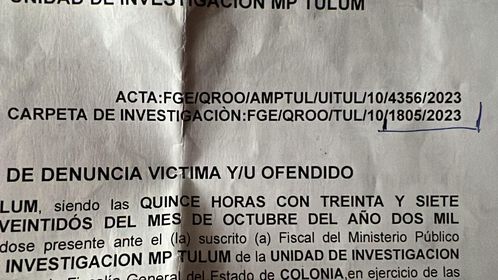 UNIDAD DE INVESTIGACIÓN MP TULUM
ACTA:FGE/QROO/AMPTUL/UITUL/10/4356/2023
CARPETA DE INVESTIGACIÒN:FGE/QROO/TUL/10/1805/2023
DE DENUNCIA VICTIMA Y/U OFENDIDO
LUM, siendo las QUINCE HORAS CON TREINTA Y SIETE
VEINTIDÓS DEL MES DE OCTUBRE DEL AÑO DOS MIL
dose presente ante el (la) suscrito (a) Fiscal del Ministerio Público
INVESTIGACION MP TULUM de la UNIDAD DE INVESTIGACION
Fiscalía General del Estado de COLONIA,en ejercicio de las